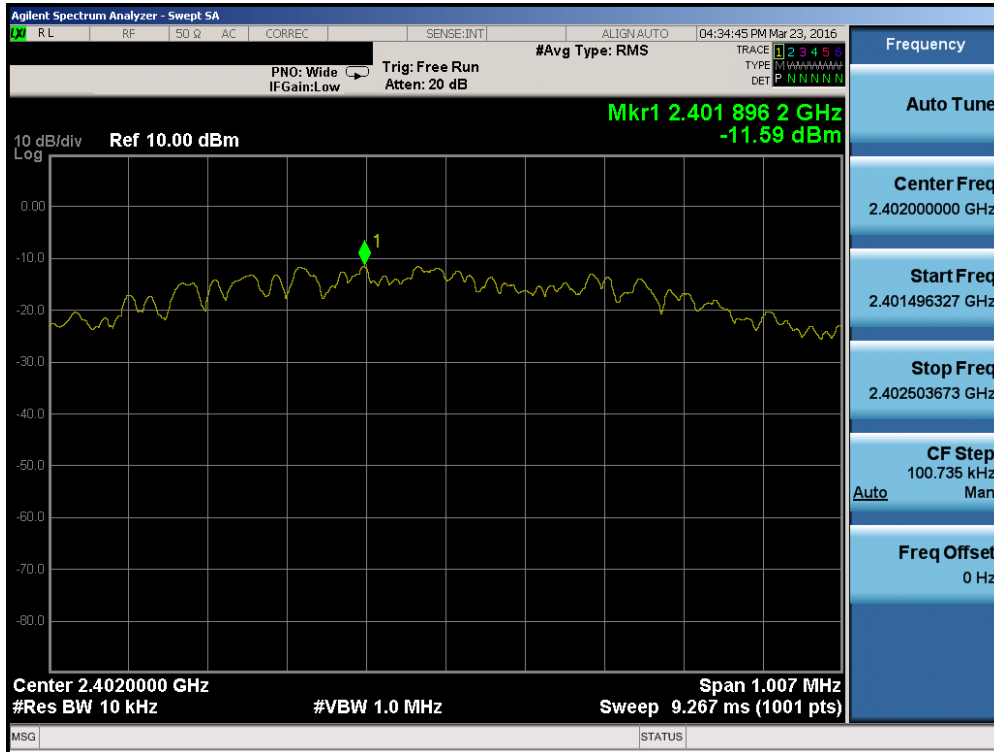 Agilent Spectrum Analyzer - Swept SA
LXI RL RF 50 Ω AC CORREC SENSE:INT ALIGN AUTO 04:34:45 PM Mar 23, 2016
#Avg Type: RMS
TRACE 1 2 3 4 5 6
PNO: Wide Trig: Free Run
TYPE M WWWWW
IFGain:Low Atten: 20 dB
DET P N N N N N
Mkr1 2.401 896 2 GHz
-11.59 dBm
10 dB/div Ref 10.00 dBm
Log
1
0.00
-10.0
-20.0
-30.0
-40.0
-50.0
-60.0
-70.0
-80.0
Center 2.4020000 GHz Span 1.007 MHz
#Res BW 10 kHz #VBW 1.0 MHz Sweep 9.267 ms (1001 pts)
MSG STATUS
Frequency
Auto Tune
Center Freq
2.402000000 GHz
Start Freq
2.401496327 GHz
Stop Freq
2.402503673 GHz
CF Step
100.735 kHz
Auto Man
Freq Offset
0 Hz